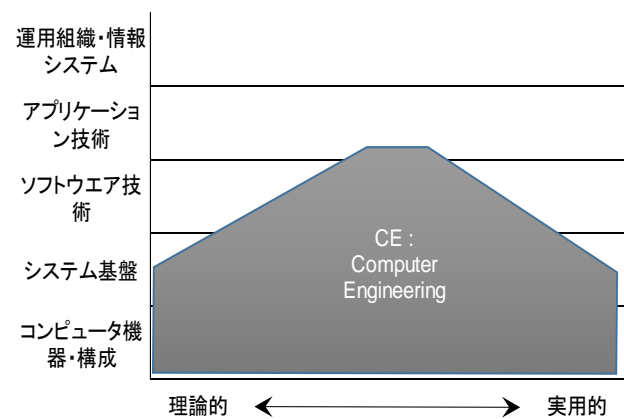 運用組織・情報
システム
アプリケーショ
ン技術
ソフトウエア技
術
CE :
Computer
Engineering
システム基盤
コンピュータ機
器・構成
理論的
実用的